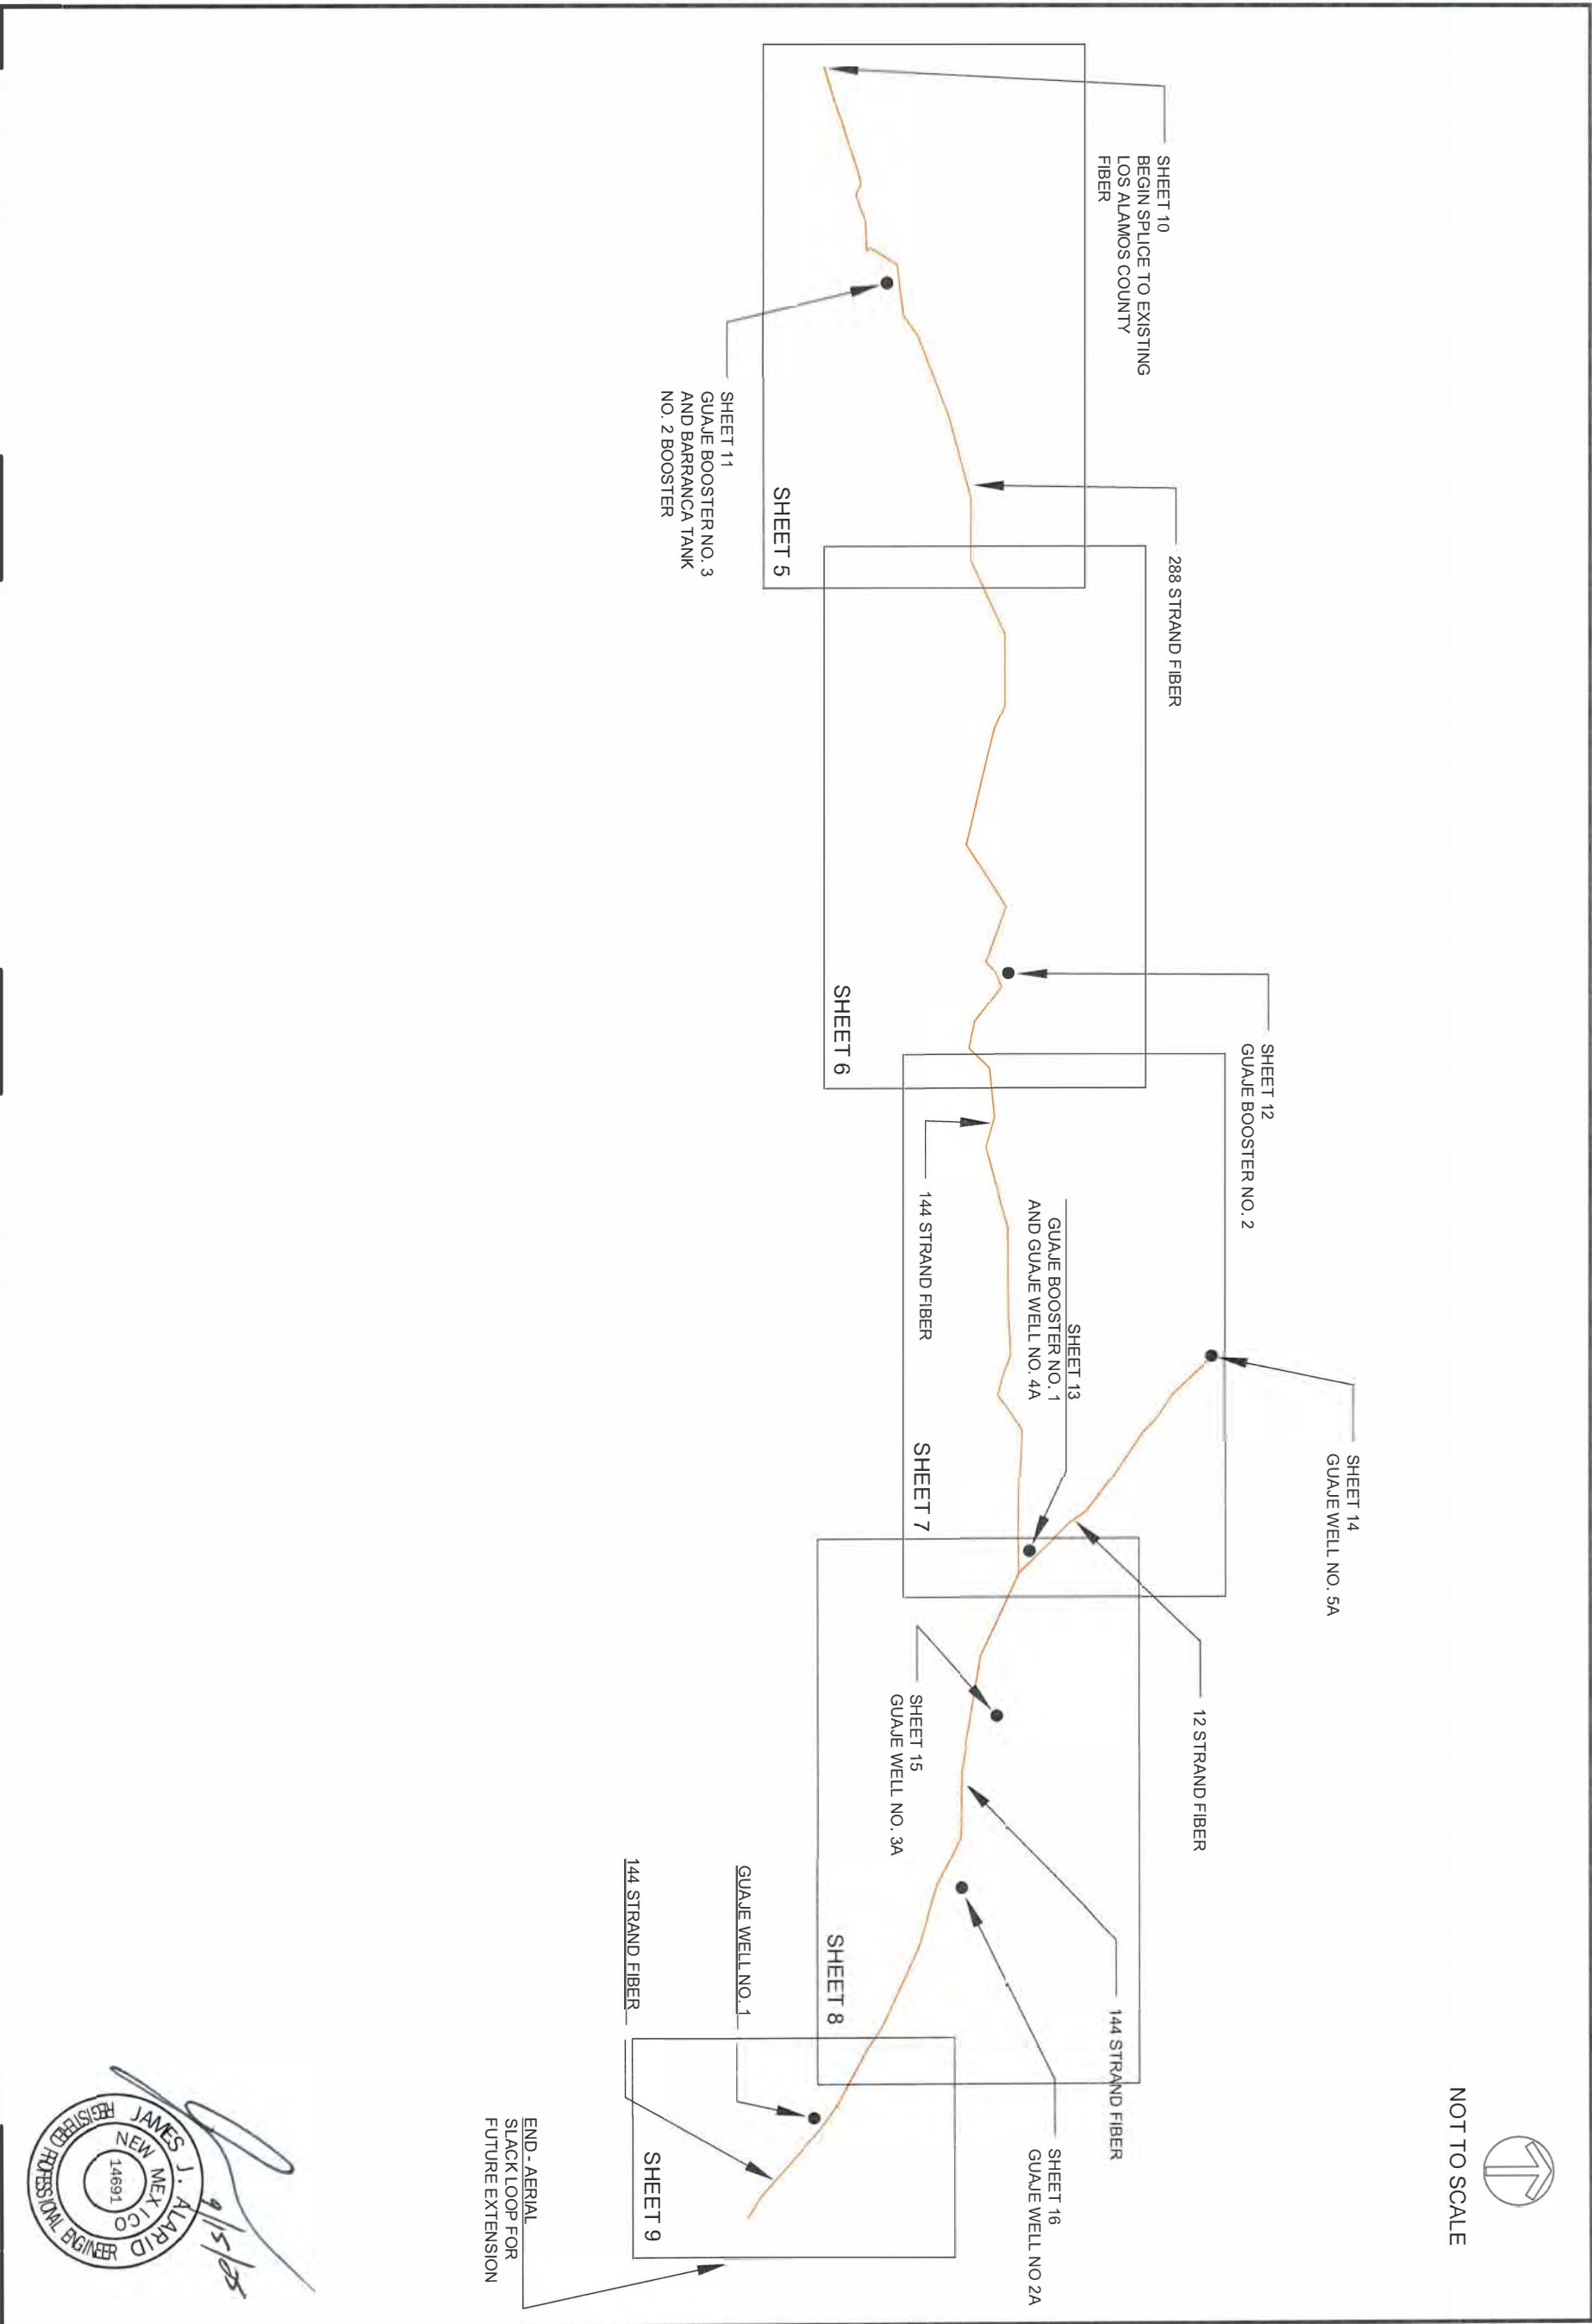 NOT TO SCALE
SHEET 10
BEGIN SPLICE TO EXISTING
LOS ALAMOS COUNTY
FIBER
288 STRAND FIBER
SHEET 12
GUAJE BOOSTER NO. 2
SHEET 14
GUAJE WELL NO. 5A
12 STRAND FIBER
144 STRAND FIBER
SHEET 16
GUAJE WELL NO 2A
SHEET 13
GUAJE BOOSTER NO. 1
AND GUAJE WELL NO. 4A
144 STRAND FIBER
SHEET 15
GUAJE WELL NO. 3A
SHEET 5
SHEET 6
SHEET 7
SHEET 8
SHEET 9
SHEET 11
GUAJE BOOSTER NO. 3
AND BARRANCA TANK
NO. 2 BOOSTER
GUAJE WELL NO. 1
144 STRAND FIBER
END - AERIAL
SLACK LOOP FOR
FUTURE EXTENSION
JAMES J. ALARID
NEW MEXICO
14691
REGISTERED PROFESSIONAL ENGINEER
9/15/25